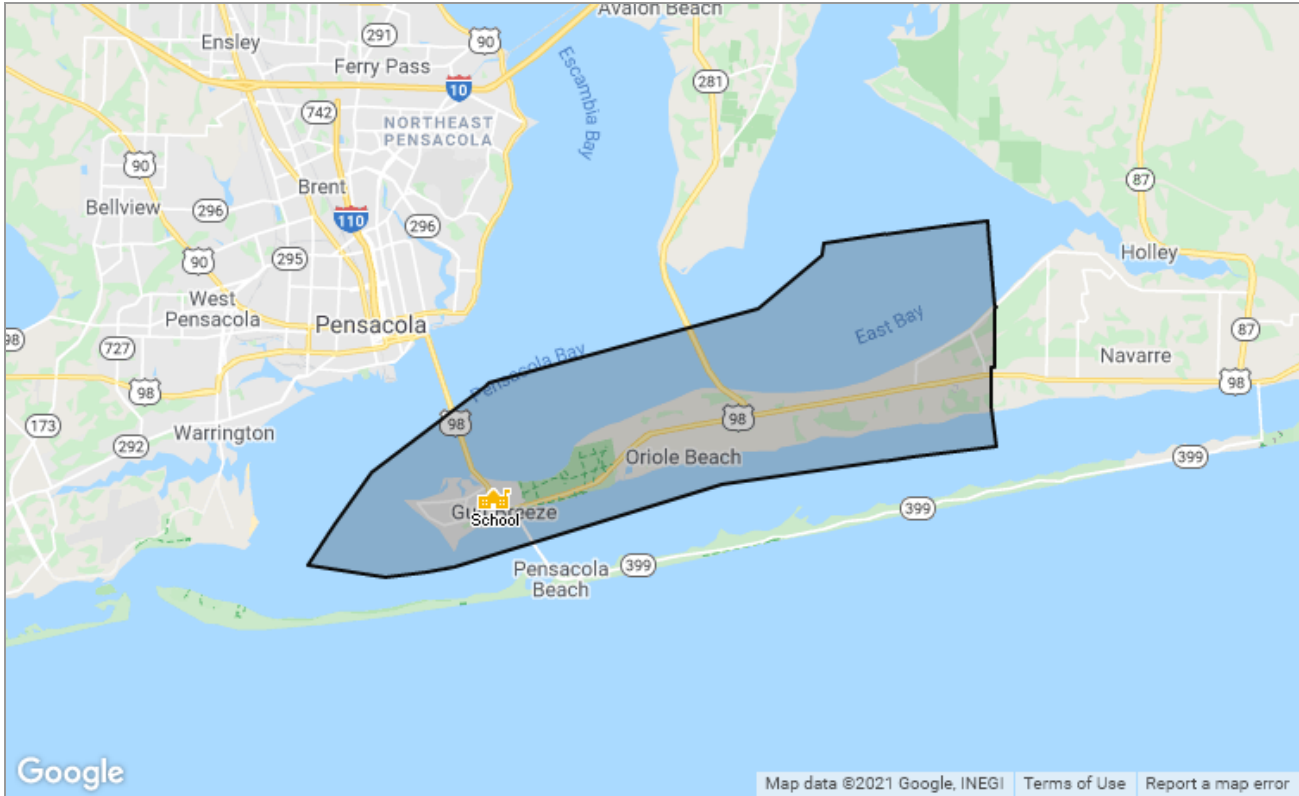 Avalon Beach
Ensley
291
90
Ferry Pass
10
Escambia Bay
281
742
NORTHEAST
PENSACOLA
90
Brent
87
Bellview
296
110
296
295
90
Holley
West
Pensacola
Pensacola
East Bay
87
98
727
Navarre
Pensacola Bay
98
98
98
98
173
Warrington
292
Oriole Beach
399
Gulf Breeze
School
399
Pensacola
Beach
399
Google
Map data ©2021 Google, INEGI
Terms of Use
Report a map error